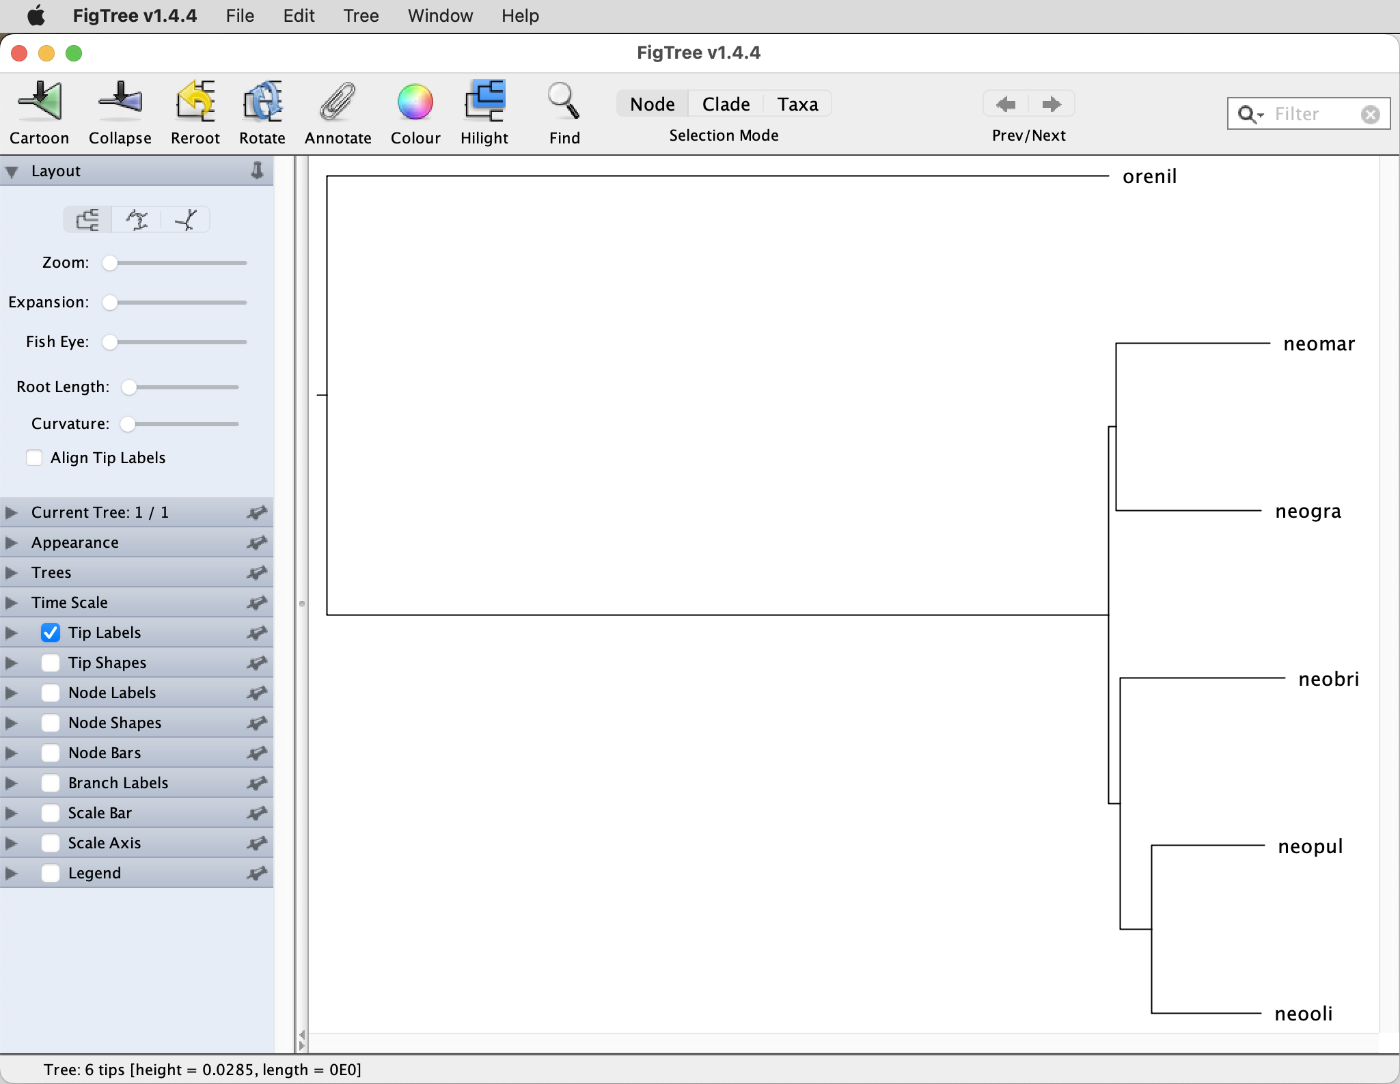 FigTree v1.4.4 File Edit Tree Window Help
FigTree v1.4.4
Cartoon Collapse Reroot Rotate Annotate Colour Hilight Find
Node Clade Taxa
Selection Mode
Prev/Next
Filter
Layout
Zoom:
Expansion:
Fish Eye:
Root Length:
Curvature:
Align Tip Labels
Current Tree: 1 / 1
Appearance
Trees
Time Scale
Tip Labels
Tip Shapes
Node Labels
Node Shapes
Node Bars
Branch Labels
Scale Bar
Scale Axis
Legend
orenil
neomar
neogra
neobri
neopul
neooli
Tree: 6 tips [height = 0.0285, length = 0E0]